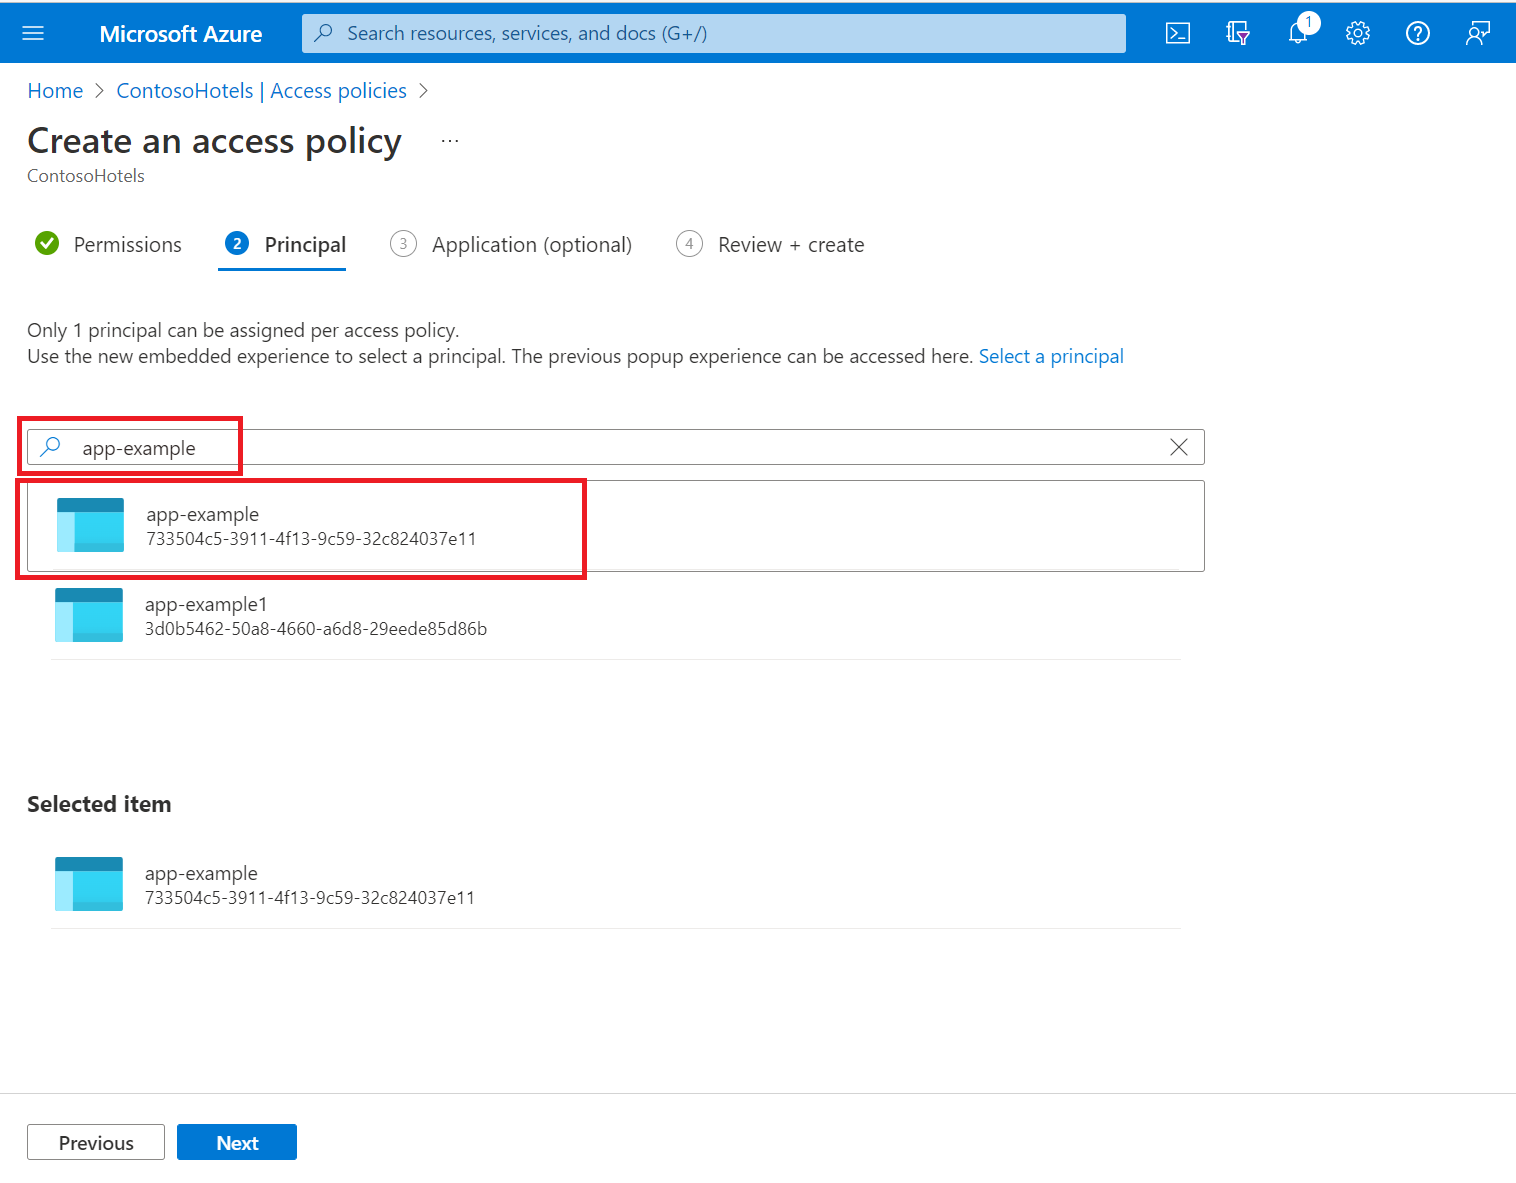 Microsoft Azure
Search resources, services, and docs (G+/)
1
Home > ContosoHotels | Access policies >
Create an access policy ...
ContosoHotels
Permissions
2 Principal
3 Application (optional)
4 Review + create
Only 1 principal can be assigned per access policy.
Use the new embedded experience to select a principal. The previous popup experience can be accessed here. Select a principal
app-example
app-example
733504c5-3911-4f13-9c59-32c824037e11
app-example1
3d0b5462-50a8-4660-a6d8-29eede85d86b
Selected item
app-example
733504c5-3911-4f13-9c59-32c824037e11
Previous
Next